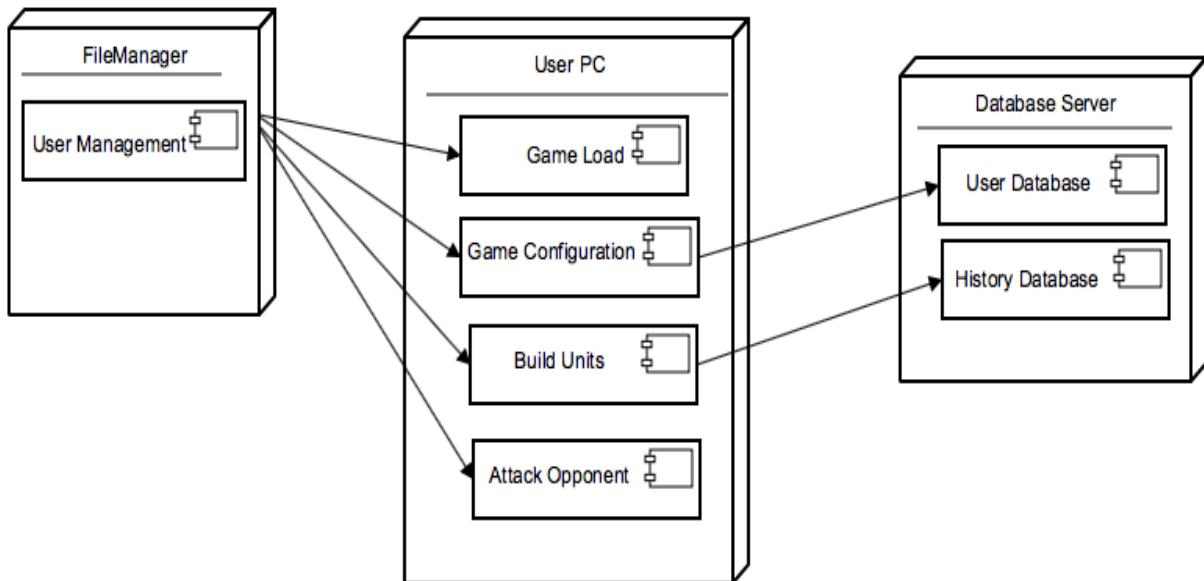 FileManager
User Management
User PC
Game Load
Game Configuration
Build Units
Attack Opponent
Database Server
User Database
History Database